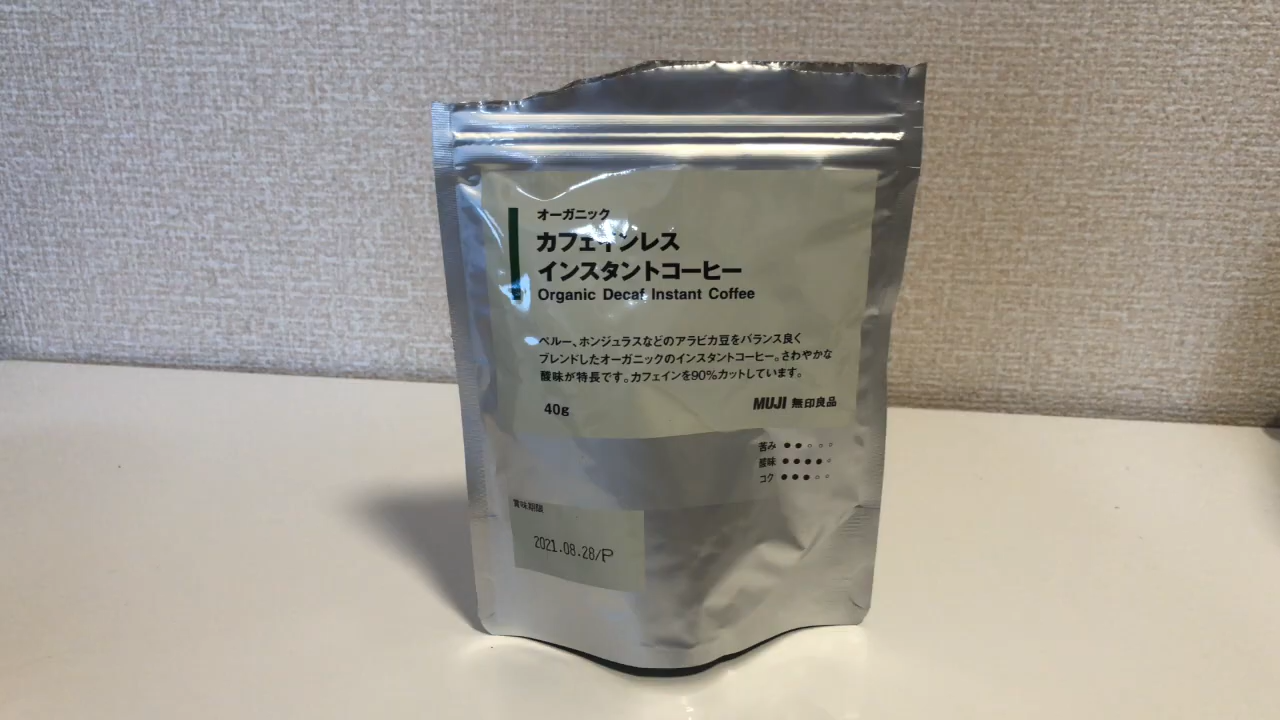 オーガニック
カフェインレス
インスタントコーヒー
Organic Decaf Instant Coffee
ペルー、ホンジュラスなどのアラビカ豆をバランス良く
ブレンドしたオーガニックのインスタントコーヒー。さわやかな
酸味が特長です。カフェインを90%カットしています。
40g
MUJI 無印良品
苦み ●●○○○
酸味 ●●●●○
コク ●●●○○
賞味期限
2021.08.28/P